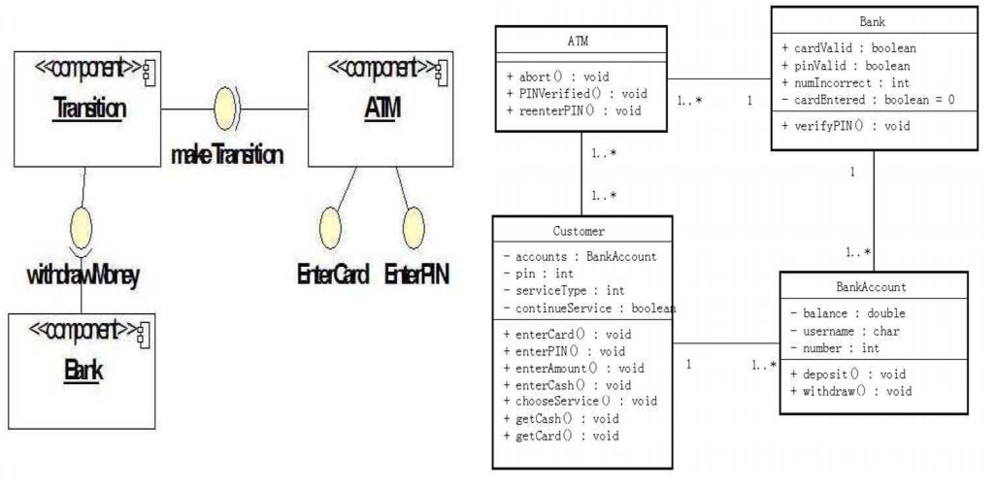 <<component>>
Transition
<<component>>
ATM
makeTransition
withdrawMoney
EnterCard
EnterPIN
<<component>>
Bank
ATM
+ abort() : void
+ PINVerified() : void
+ reenterPIN() : void
1..*
1
Bank
+ cardValid : boolean
+ pinValid : boolean
+ numIncorrect : int
- cardEntered : boolean = 0
+ verifyPIN() : void
1..*
1..*
1
1..*
Customer
- accounts : BankAccount
- pin : int
- serviceType : int
- continueService : boolean
+ enterCard() : void
+ enterPIN() : void
+ enterAmount() : void
+ enterCash() : void
+ chooseService() : void
+ getCash() : void
+ getCard() : void
1
1..*
BankAccount
- balance : double
- username : char
- number : int
+ deposit() : void
+ withdraw() : void